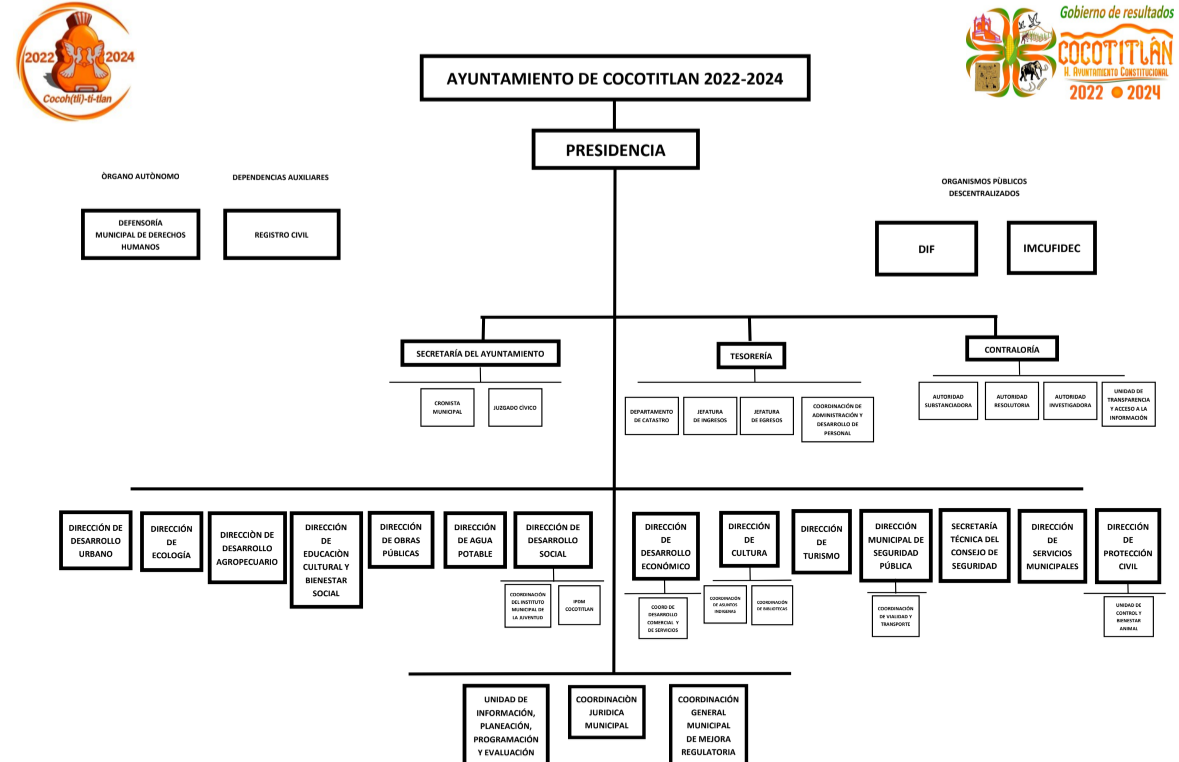 2022
2024
Cocoh(tli)-ti-tlan
Gobierno de resultados
COCOTITLÁN
H. Ayuntamiento Constitucional
2022 2024
AYUNTAMIENTO DE COCOTITLAN 2022-2024
PRESIDENCIA
ÒRGANO AUTÒNOMO
DEFENSORÍA
MUNICIPAL DE DERECHOS
HUMANOS
DEPENDENCIAS AUXILIARES
REGISTRO CIVIL
ORGANISMOS PÙBLICOS
DESCENTRALIZADOS
DIF
IMCUFIDEC
SECRETARÍA DEL AYUNTAMIENTO
CRONISTA
MUNICIPAL
JUZGADO CÍVICO
TESORERÍA
DEPARTAMENTO
DE CATASTRO
JEFATURA
DE INGRESOS
JEFATURA
DE EGRESOS
COORDINACIÓN DE
ADMINISTRACIÓN Y
DESARROLLO DE
PERSONAL
CONTRALORÍA
AUTORIDAD
SUBSTANCIADORA
AUTORIDAD
RESOLUTORIA
AUTORIDAD
INVESTIGADORA
UNIDAD DE
TRANSPARENCIA
Y ACCESO A LA
INFORMACIÓN
DIRECCIÓN DE
DESARROLLO
URBANO
DIRECCIÓN
DE
ECOLOGÍA
DIRECCIÒN DE
DESARROLLO
AGROPECUARIO
DIRECCIÓN
DE
EDUCACIÒN
CULTURAL Y
BIENESTAR
SOCIAL
DIRECCIÓN
DE OBRAS
PÚBLICAS
DIRECCIÓN
DE AGUA
POTABLE
DIRECCIÓN DE
DESARROLLO
SOCIAL
COORDINACIÓN
DEL INSTITUTO
MUNICIPAL DE
LA JUVENTUD
IPDM
COCOTITLAN
DIRECCIÓN
DE
DESARROLLO
ECONÓMICO
COORD DE
DESARROLLO
COMERCIAL Y
DE SERVICIOS
DIRECCIÓN
DE
CULTURA
COORDINACIÓN
DE ASUNTOS
INDIGENAS
COORDINACIÓN
DE BIBLIOTECAS
DIRECCIÓN
DE
TURISMO
DIRECCIÓN
MUNICIPAL DE
SEGURIDAD
PÚBLICA
COORDINACIÓN
DE VIALIDAD Y
TRANSPORTE
SECRETARÍA
TÉCNICA DEL
CONSEJO DE
SEGURIDAD
DIRECCIÓN
DE
SERVICIOS
MUNICIPALES
DIRECCIÓN
DE
PROTECCIÓN
CIVIL
UNIDAD DE
CONTROL Y
BIENESTAR
ANIMAL
UNIDAD DE
INFORMACIÓN,
PLANEACIÓN,
PROGRAMACIÓN
Y EVALUACIÓN
COORDINACIÒN
JURIDICA
MUNICIPAL
COORDINACIÓN
GENERAL
MUNICIPAL
DE MEJORA
REGULATORIA